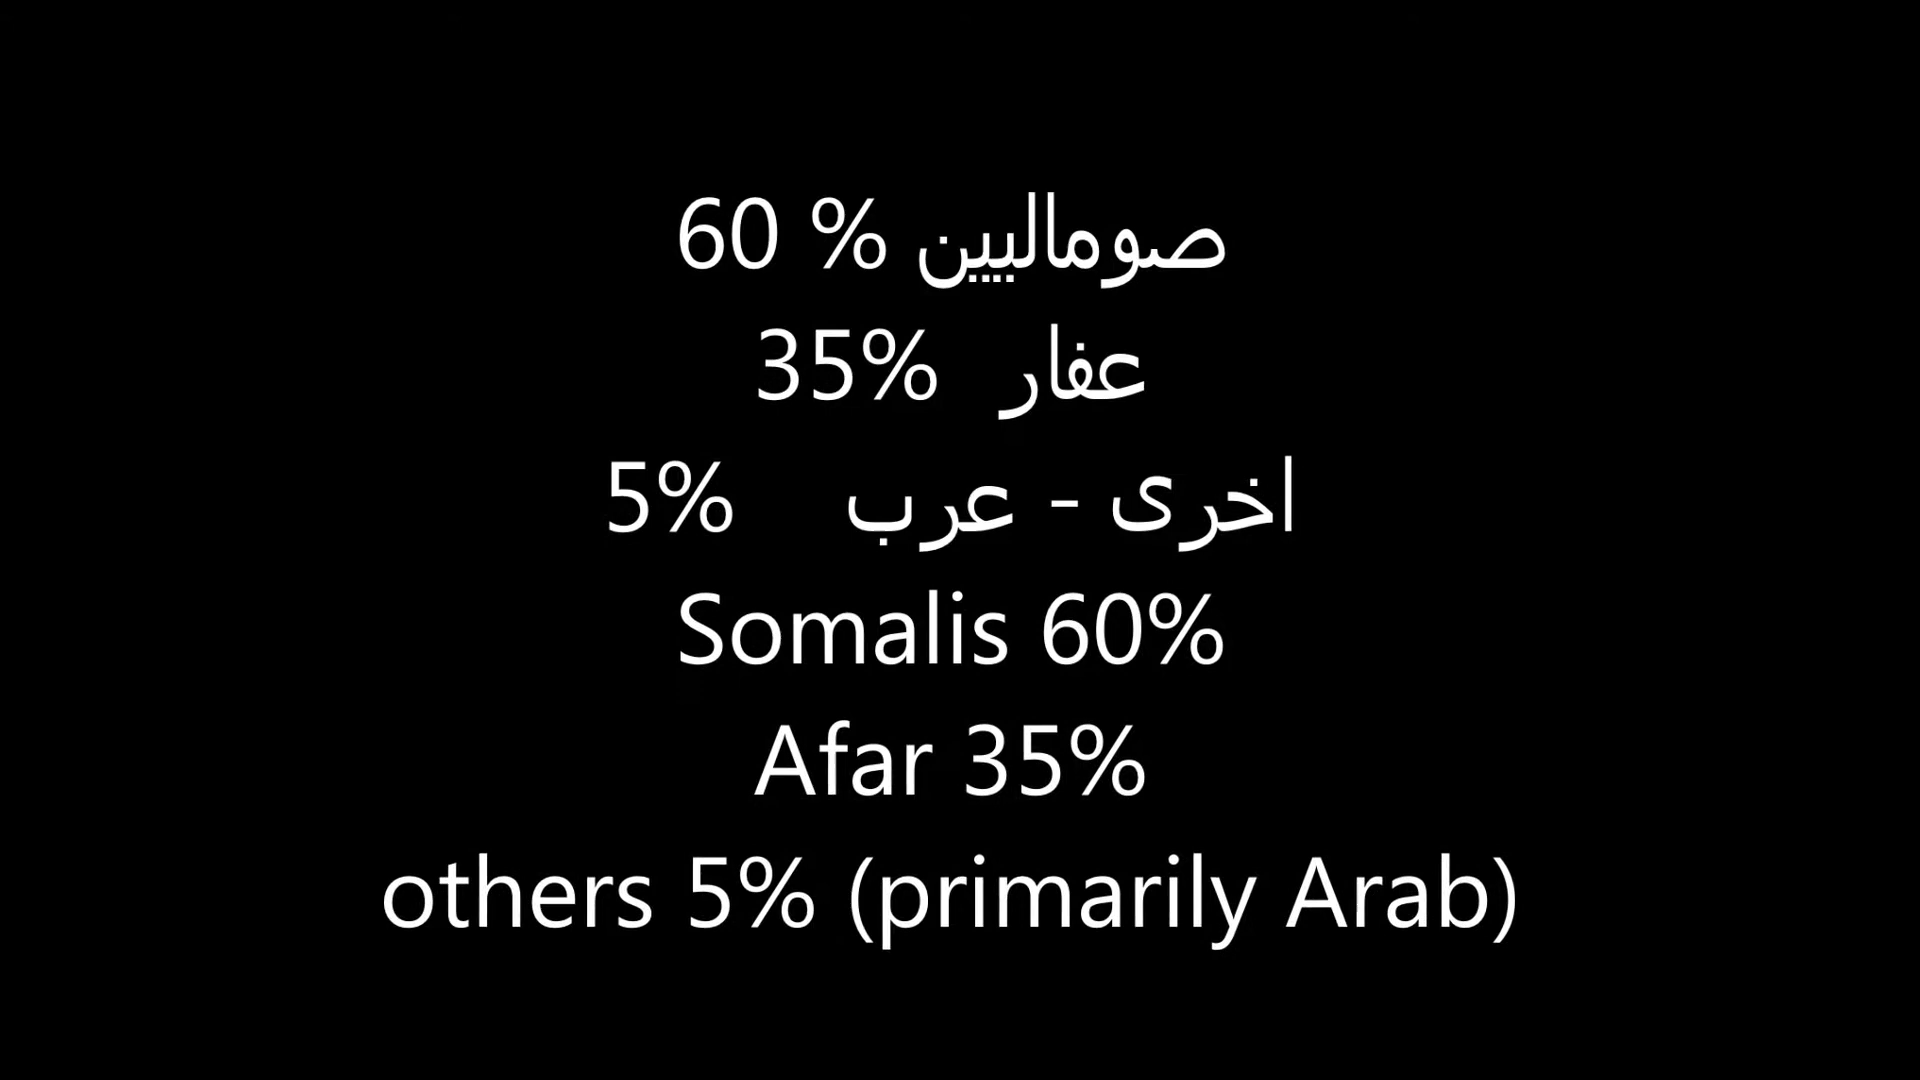 صوماليين % 60
عفار  35%
اخرى - عرب    5%
Somalis 60%
Afar 35%
others 5% (primarily Arab)